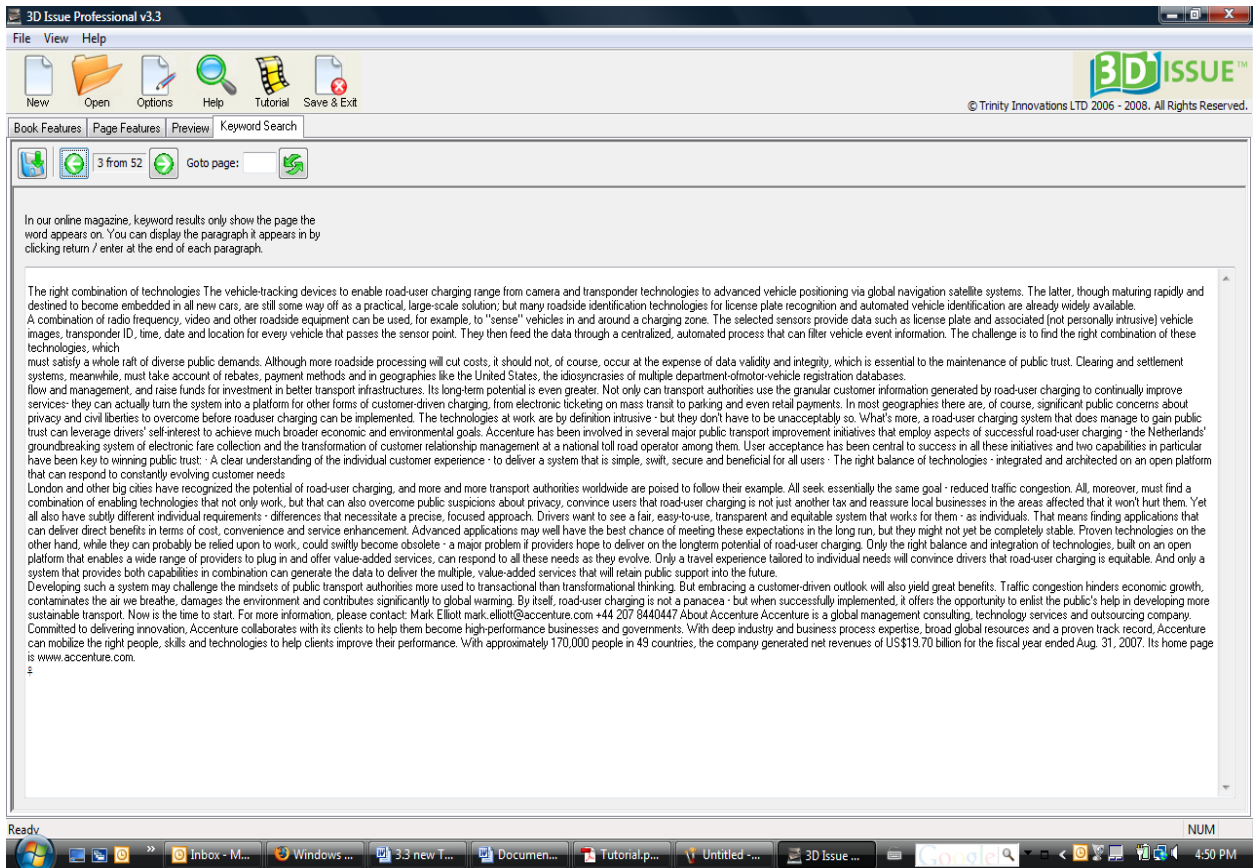 3D Issue Professional v3.3
File View Help
New Open Options Help Tutorial Save & Exit
3D ISSUE™
© Trinity Innovations LTD 2006 - 2008. All Rights Reserved.
Book Features Page Features Preview Keyword Search
3 from 52 Goto page:
In our online magazine, keyword results only show the page the
word appears on. You can display the paragraph it appears in by
clicking return / enter at the end of each paragraph.
The right combination of technologies The vehicle-tracking devices to enable road-user charging range from camera and transponder technologies to advanced vehicle positioning via global navigation satellite systems. The latter, though maturing rapidly and
destined to become embedded in all new cars, are still some way off as a practical, large-scale solution; but many roadside identification technologies for license plate recognition and automated vehicle identification are already widely available.
A combination of radio frequency, video and other roadside equipment can be used, for example, to "sense" vehicles in and around a charging zone. The selected sensors provide data such as license plate and associated (not personally intrusive) vehicle
images, transponder ID, time, date and location for every vehicle that passes the sensor point. They then feed the data through a centralized, automated process that can filter vehicle event information. The challenge is to find the right combination of these
technologies, which
must satisfy a whole raft of diverse public demands. Although more roadside processing will cut costs, it should not, of course, occur at the expense of data validity and integrity, which is essential to the maintenance of public trust. Clearing and settlement
systems, meanwhile, must take account of rebates, payment methods and in geographies like the United States, the idiosyncrasies of multiple department-ofmotor-vehicle registration databases.
flow and management, and raise funds for investment in better transport infrastructures. Its long-term potential is even greater. Not only can transport authorities use the granular customer information generated by road-user charging to continually improve
services- they can actually turn the system into a platform for other forms of customer-driven charging, from electronic ticketing on mass transit to parking and even retail payments. In most geographies there are, of course, significant public concerns about
privacy and civil liberties to overcome before roaduser charging can be implemented. The technologies at work are by definition intrusive - but they don't have to be unacceptably so. What's more, a road-user charging system that does manage to gain public
trust can leverage drivers' self-interest to achieve much broader economic and environmental goals. Accenture has been involved in several major public transport improvement initiatives that employ aspects of successful road-user charging - the Netherlands'
groundbreaking system of electronic fare collection and the transformation of customer relationship management at a national toll road operator among them. User acceptance has been central to success in all these initiatives and two capabilities in particular
have been key to winning public trust: · A clear understanding of the individual customer experience - to deliver a system that is simple, swift, secure and beneficial for all users · The right balance of technologies - integrated and architected on an open platform
that can respond to constantly evolving customer needs
London and other big cities have recognized the potential of road-user charging, and more and more transport authorities worldwide are poised to follow their example. All seek essentially the same goal - reduced traffic congestion. All, moreover, must find a
combination of enabling technologies that not only work, but that can also overcome public suspicions about privacy, convince users that road-user charging is not just another tax and reassure local businesses in the areas affected that it won't hurt them. Yet
all also have subtly different individual requirements - differences that necessitate a precise, focused approach. Drivers want to see a fair, easy-to-use, transparent and equitable system that works for them - as individuals. That means finding applications that
can deliver direct benefits in terms of cost, convenience and service enhancement. Advanced applications may well have the best chance of meeting these expectations in the long run, but they might not yet be completely stable. Proven technologies on the
other hand, while they can probably be relied upon to work, could swiftly become obsolete - a major problem if providers hope to deliver on the longterm potential of road-user charging. Only the right balance and integration of technologies, built on an open
platform that enables a wide range of providers to plug in and offer value-added services, can respond to all these needs as they evolve. Only a travel experience tailored to individual needs will convince drivers that road-user charging is equitable. And only a
system that provides both capabilities in combination can generate the data to deliver the multiple, value-added services that will retain public support into the future.
Developing such a system may challenge the mindsets of public transport authorities more used to transactional than transformational thinking. But embracing a customer-driven outlook will also yield great benefits. Traffic congestion hinders economic growth,
contaminates the air we breathe, damages the environment and contributes significantly to global warming. By itself, road-user charging is not a panacea - but when successfully implemented, it offers the opportunity to enlist the public's help in developing more
sustainable transport. Now is the time to start. For more information, please contact: Mark Elliott mark.elliott@accenture.com +44 207 8440447 About Accenture Accenture is a global management consulting, technology services and outsourcing company.
Committed to delivering innovation, Accenture collaborates with its clients to help them become high-performance businesses and governments. With deep industry and business process expertise, broad global resources and a proven track record, Accenture
can mobilize the right people, skills and technologies to help clients improve their performance. With approximately 170,000 people in 49 countries, the company generated net revenues of US$19.70 billion for the fiscal year ended Aug. 31, 2007. Its home page
is www.accenture.com.
Ready NUM
Inbox - M... Windows ... 3.3 new T... Documen... Tutorial.p... Untitled -... 3D Issue ... Google 4:50 PM